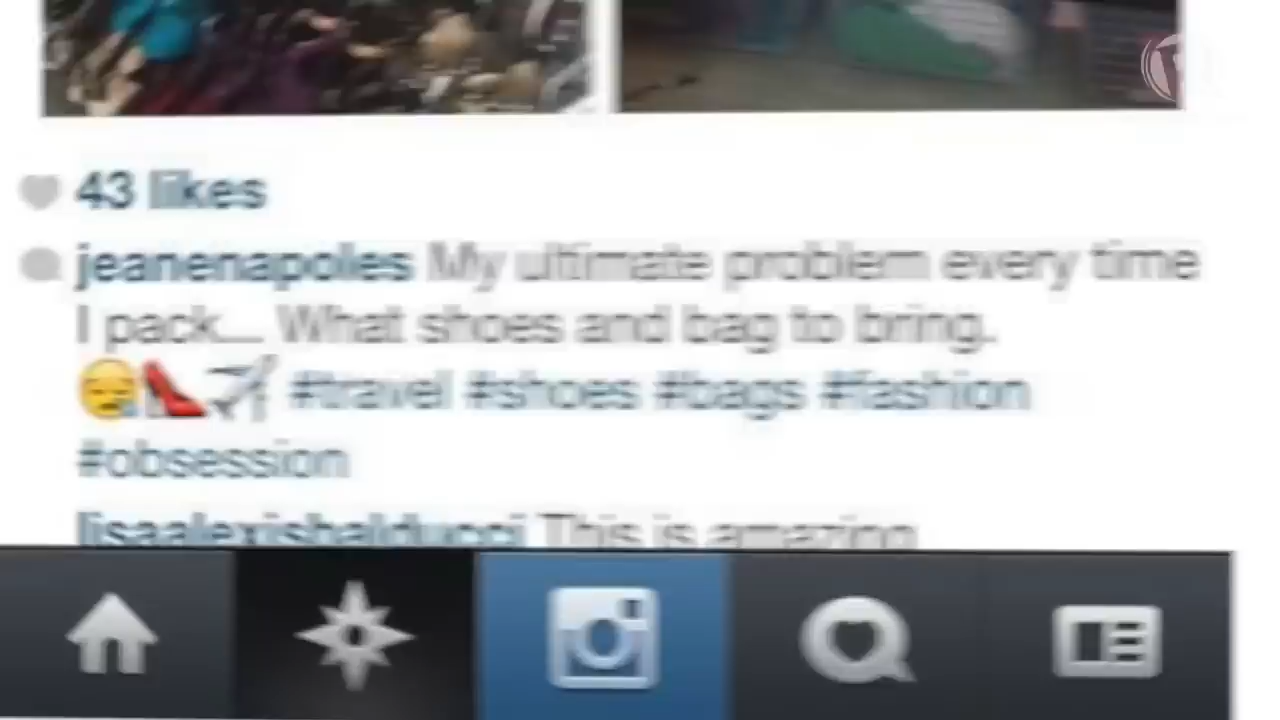 43 likes
jeanenapoles My ultimate problem every time
I pack... What shoes and bag to bring.
#travel #shoes #bags #fashion
#obsession
lisaalexisbalducci This is amazing